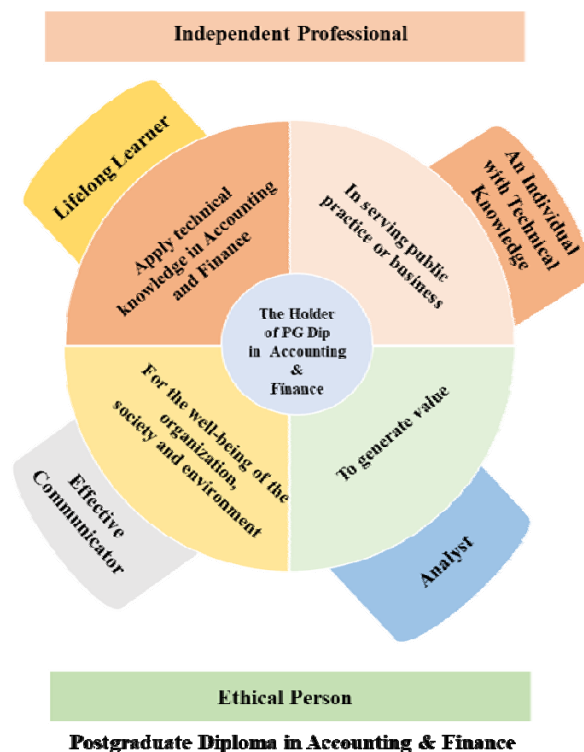 Independent Professional
Lifelong Learner
An Individual
with Technical
Knowledge
Apply technical
knowledge in Accounting
and Finance
In serving public
practice or business
The Holder
of PG Dip
in Accounting
&
Finance
For the well-being of the
organization,
society and environment
To generate value
Effective
Communicator
Analyst
Ethical Person
Postgraduate Diploma in Accounting & Finance